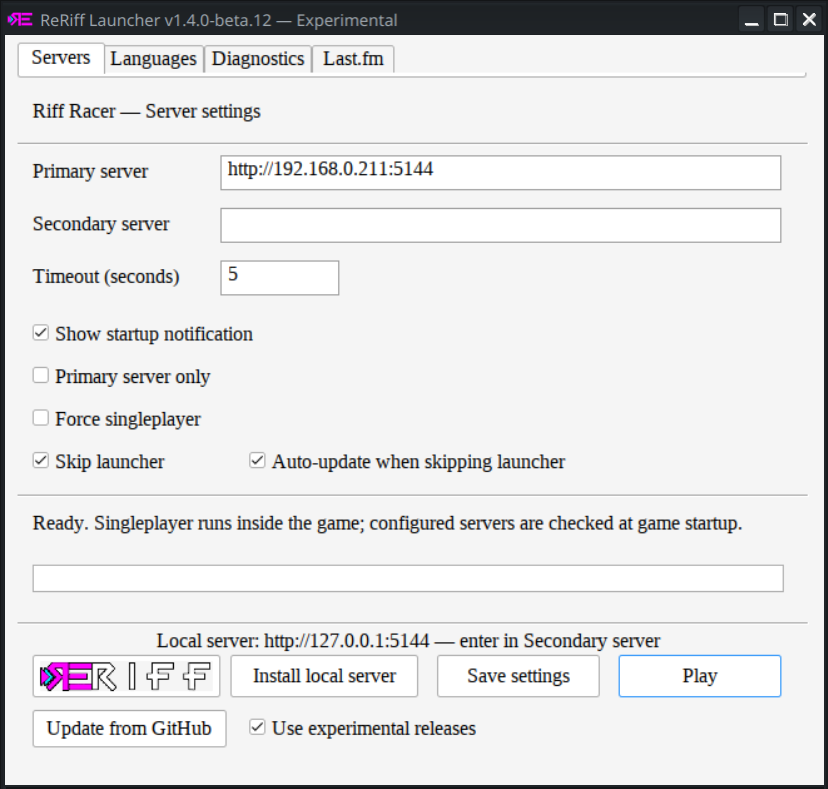 ReRiff Launcher v1.4.0-beta.12 — Experimental
Servers Languages Diagnostics Last.fm
Riff Racer — Server settings
Primary server http://192.168.0.211:5144
Secondary server
Timeout (seconds) 5
Show startup notification
Primary server only
Force singleplayer
Skip launcher Auto-update when skipping launcher
Ready. Singleplayer runs inside the game; configured servers are checked at game startup.
Local server: http://127.0.0.1:5144 — enter in Secondary server
RERIFF Install local server Save settings Play
Update from GitHub Use experimental releases